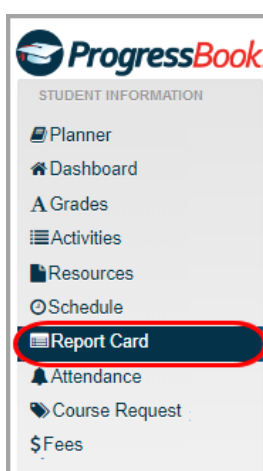 ProgressBook
STUDENT INFORMATION
Planner
Dashboard
Grades
Activities
Resources
Schedule
Report Card
Attendance
Course Request
Fees